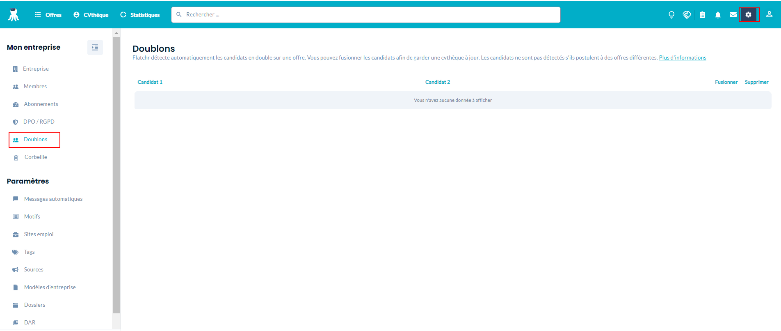 Offres
CVthèque
Statistiques
Rechercher ...
Mon entreprise
Entreprise
Membres
Abonnements
DPO / RGPD
Doublons
Corbeille
Paramètres
Messages automatiques
Motifs
Sites emploi
Tags
Sources
Modèles d'entreprise
Dossiers
DAR
Doublons
Flatchr détecte automatiquement les candidats en double sur une offre. Vous pouvez fusionner les candidats afin de garder une cvthèque à jour. Les candidats ne sont pas détectés s'ils postulent à des offres différentes. Plus d'informations
Candidat 1
Candidat 2
Fusionner
Supprimer
Vous n'avez aucune donnée à afficher